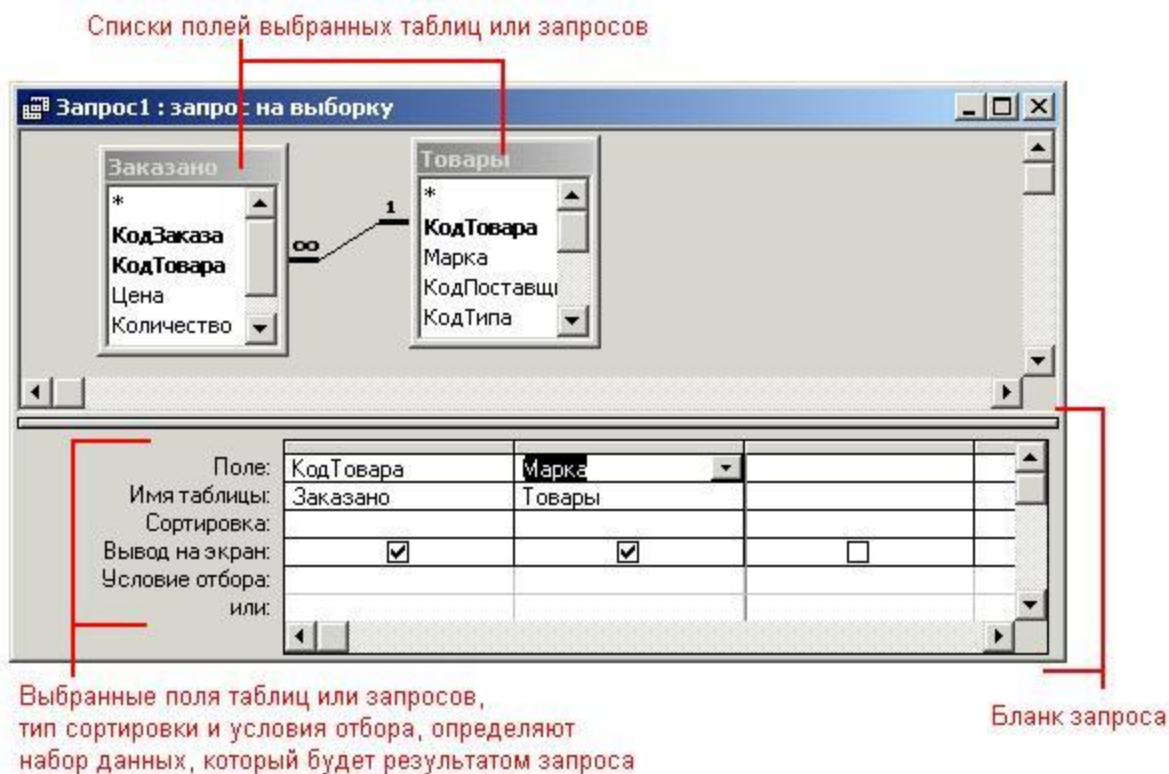 Списки полей выбранных таблиц или запросов
Запрос1 : запрос на выборку
Заказано
*
КодЗаказа
КодТовара
Цена
Количество
∞
1
Товары
*
КодТовара
Марка
КодПоставщи
КодТипа
Поле: КодТовара Марка
Имя таблицы: Заказано Товары
Сортировка:
Вывод на экран:
Условие отбора:
или:
Выбранные поля таблиц или запросов,
тип сортировки и условия отбора, определяют
набор данных, который будет результатом запроса
Бланк запроса